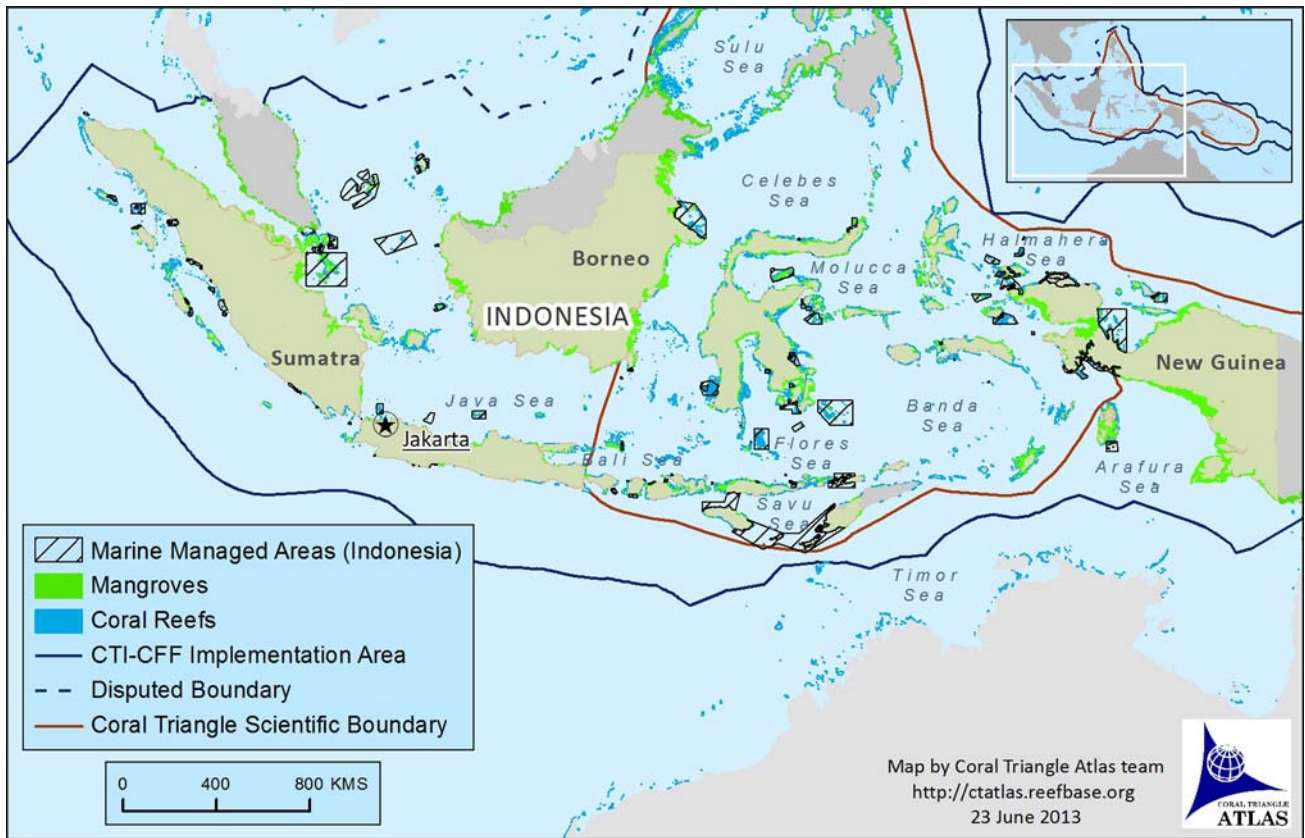 Sulu
Sea
Celebes
Sea
Halmahera
Sea
Borneo
Molucca
Sea
INDONESIA
Sumatra
New Guinea
Java Sea
Banda
Sea
Jakarta
Flores
Sea
Bali Sea
Arafura
Sea
Savu
Sea
Timor
Sea
Marine Managed Areas (Indonesia)
Mangroves
Coral Reefs
CTI-CFF Implementation Area
Disputed Boundary
Coral Triangle Scientific Boundary
0 400 800 KMS
Map by Coral Triangle Atlas team
http://ctatlas.reefbase.org
23 June 2013
CORAL TRIANGLE
ATLAS